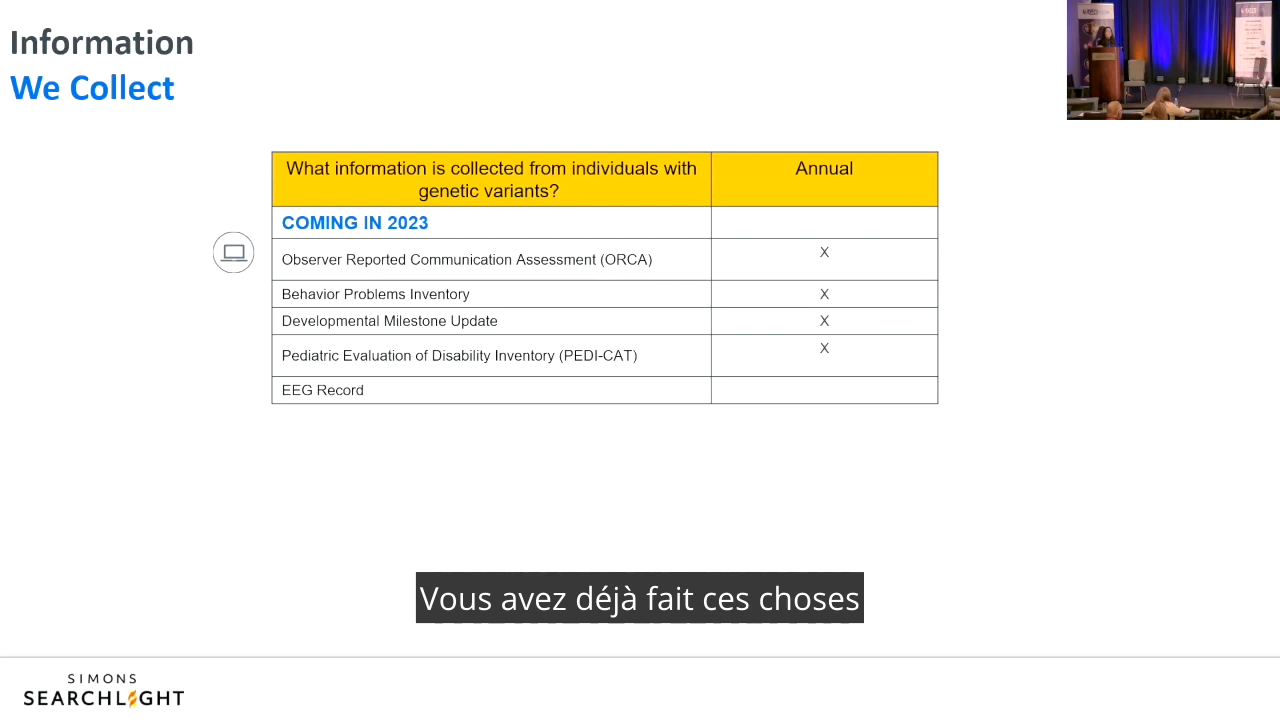 Information
We Collect
What information is collected from individuals with
genetic variants?
Annual
COMING IN 2023
Observer Reported Communication Assessment (ORCA)
X
Behavior Problems Inventory
X
Developmental Milestone Update
X
Pediatric Evaluation of Disability Inventory (PEDI-CAT)
X
EEG Record
Vous avez déjà fait ces choses
SIMONS
SEARCHLIGHT